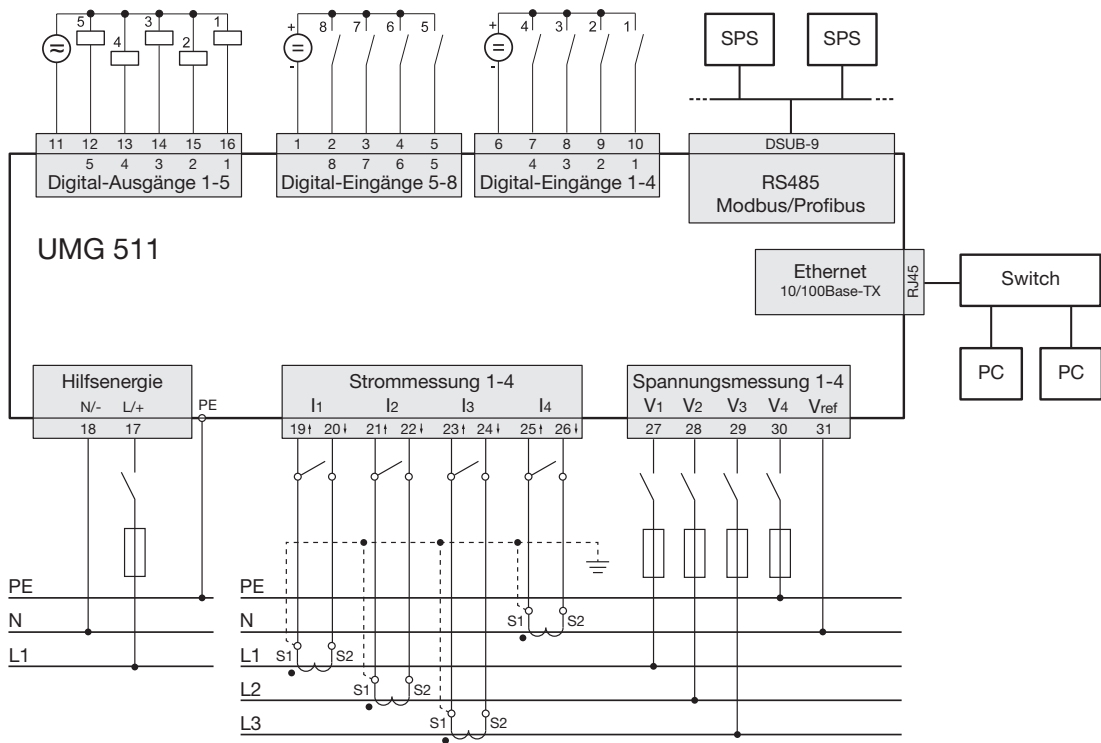 5 3 1
4 2
8 7 6 5
4 3 2 1
+ -
+ -
SPS SPS
11 12 13 14 15 16
5 4 3 2 1
Digital-Ausgänge 1-5
1 2 3 4 5
8 7 6 5
Digital-Eingänge 5-8
6 7 8 9 10
4 3 2 1
Digital-Eingänge 1-4
DSUB-9
RS485
Modbus/Profibus
UMG 511
Ethernet
10/100Base-TX
RJ45
Switch
PC PC
Hilfsenergie
N/- L/+ PE
18 17
Strommessung 1-4
I1 I2 I3 I4
19 20 21 22 23 24 25 26
Spannungsmessung 1-4
V1 V2 V3 V4 Vref
27 28 29 30 31
PE
N
L1
PE
N
L1
L2
L3
S1 S2
S1 S2
S1 S2
S1 S2